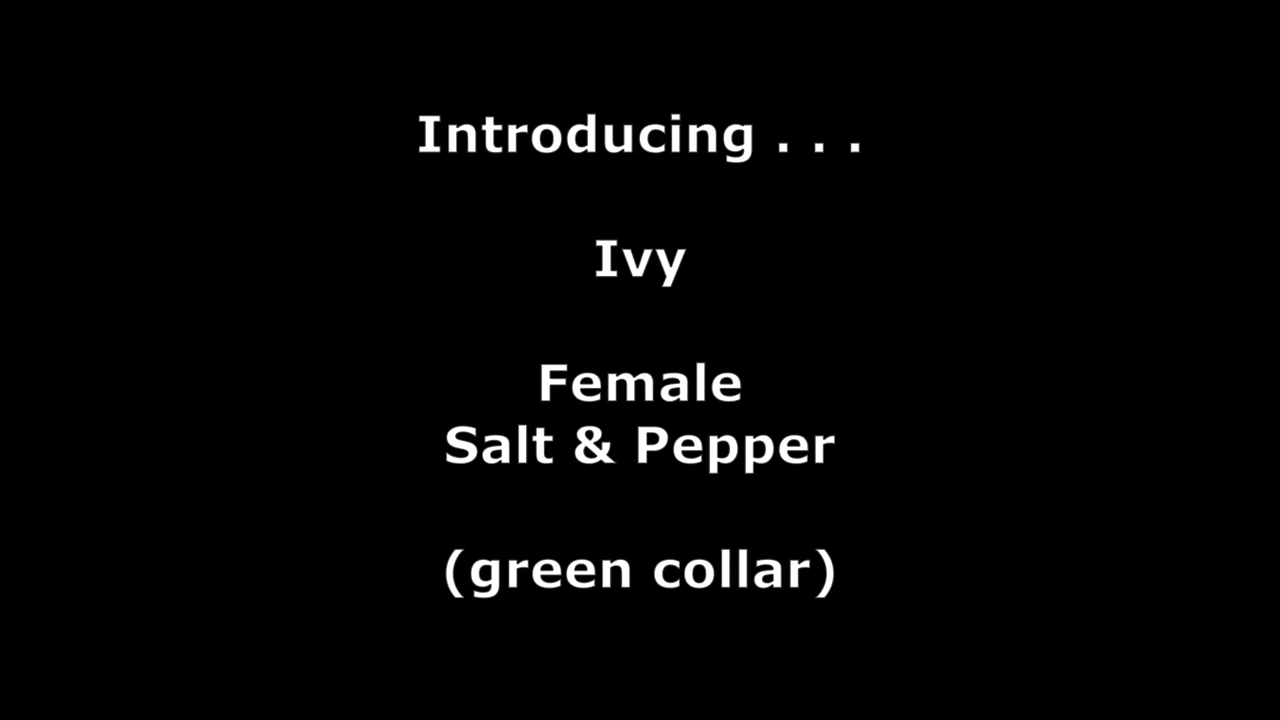 Introducing . . .
Ivy
Female
Salt & Pepper
(green collar)